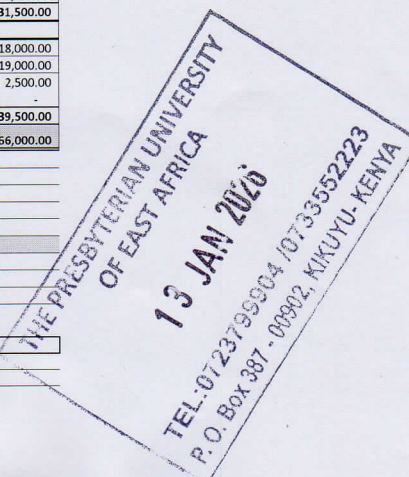 31,500.00
18,000.00
19,000.00
2,500.00
-
39,500.00
66,000.00
THE PRESBYTERIAN UNIVERSITY
OF EAST AFRICA
13 JAN 2026
TEL:0723799904 /0733552223
P.O. Box 387 - 00902, KIKUYU- KENYA